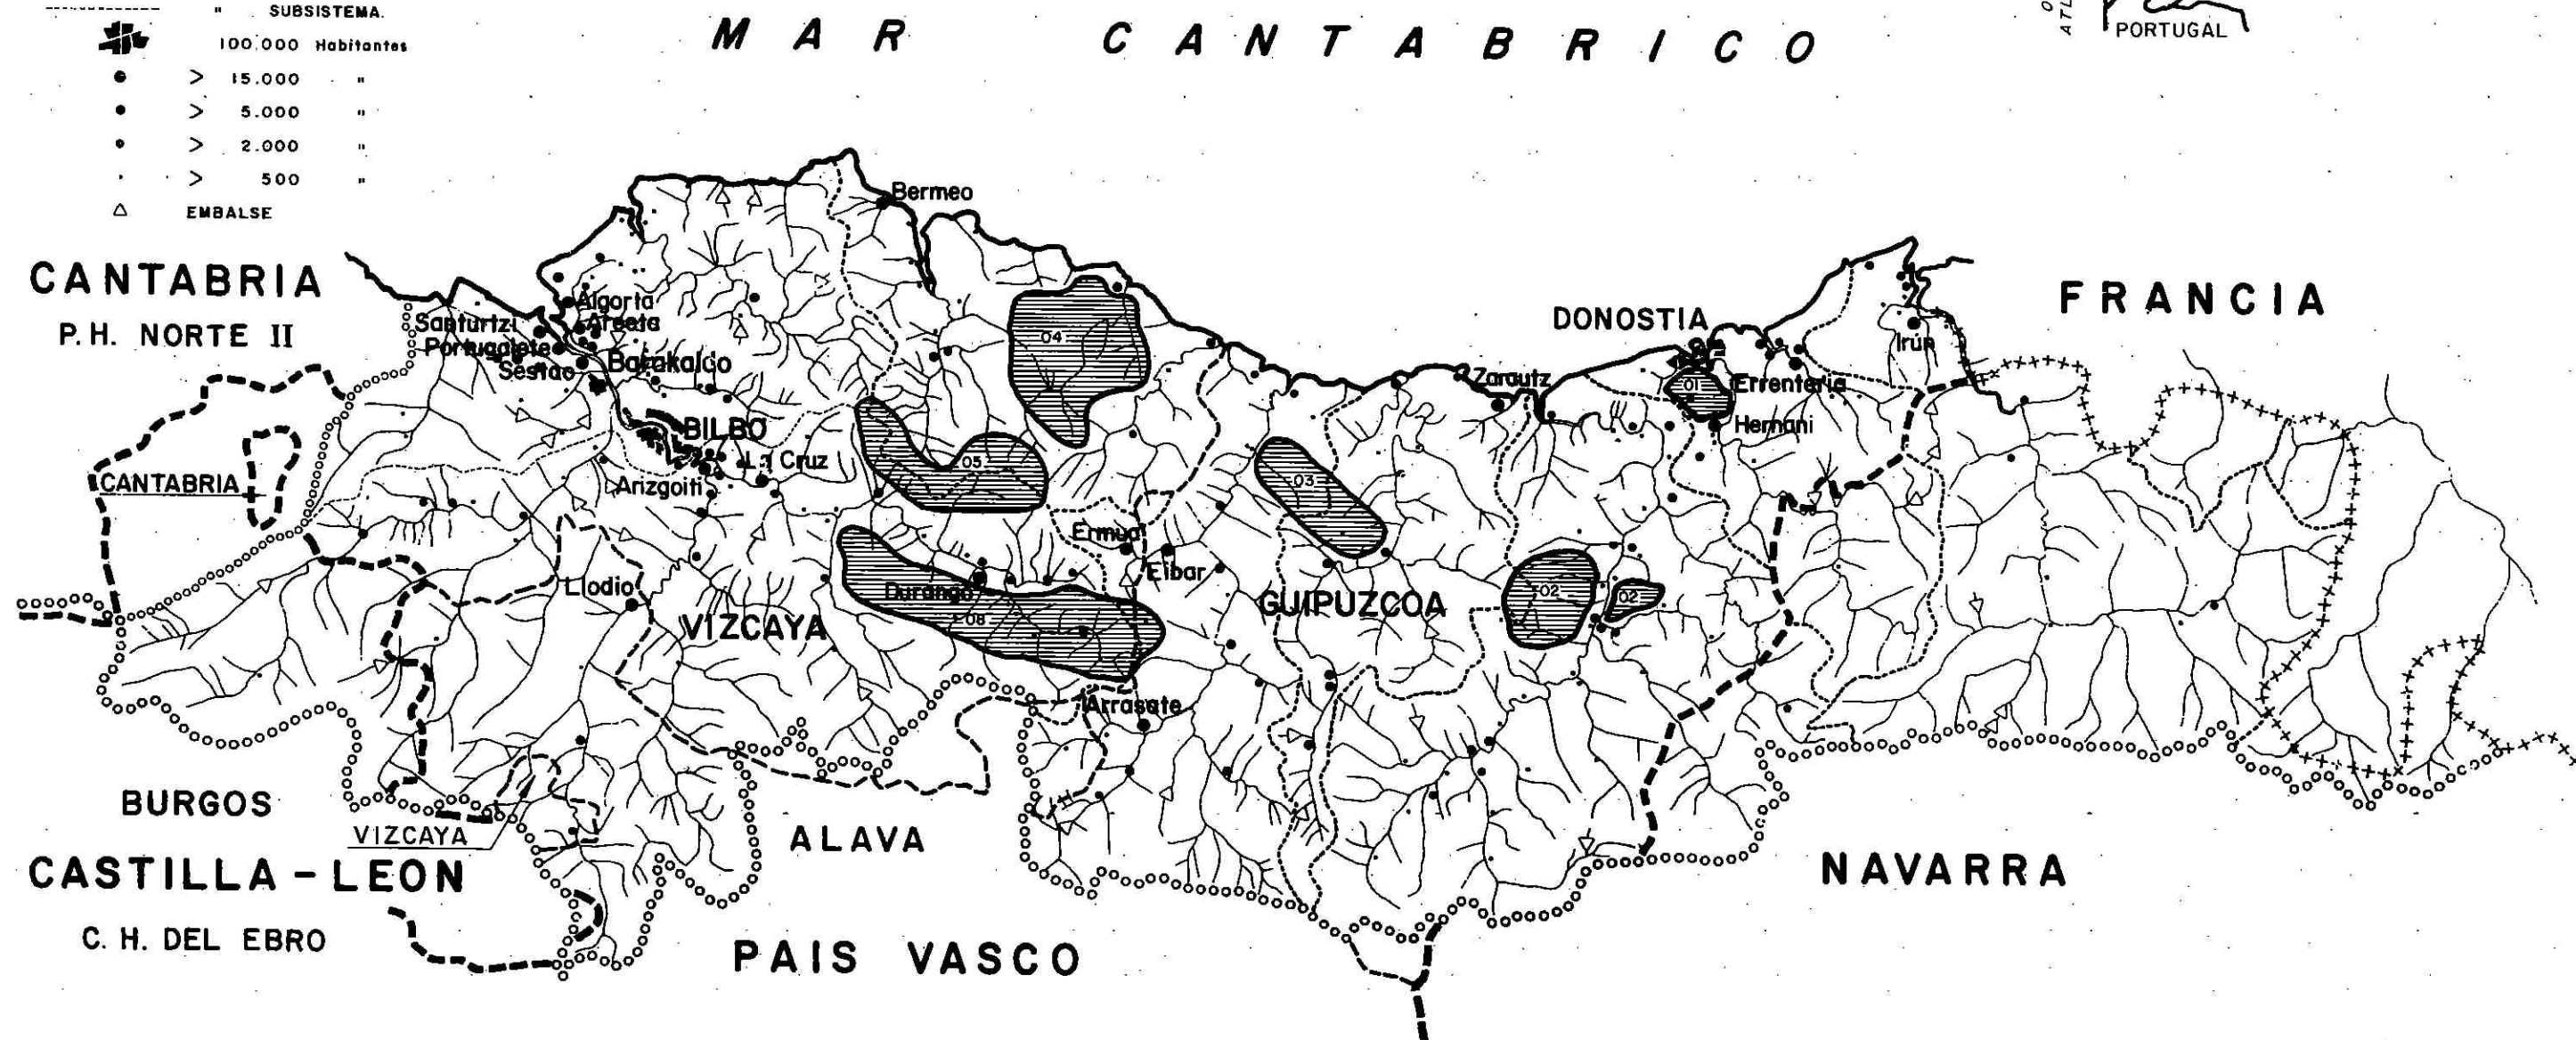 " SUBSISTEMA.
100.000 Habitantes
> 15.000 "
> 5.000 "
> 2.000 "
> 500 "
EMBALSE
MAR CANTABRICO
PORTUGAL
CANTABRIA
P.H. NORTE II
FRANCIA
Bermeo
Algorta
Santurtzi
Areeta
Portugalete
Sestao
Barakaldo
BILBO
La Cruz
Arizgoiti
CANTABRIA
DONOSTIA
Irún
Errenteria
Hernani
Zarautz
01
04
05
03
02
02
08
Ermua
Eibar
Durango
Llodio
VIZCAYA
GUIPUZCOA
Arrasate
BURGOS
VIZCAYA
ALAVA
CASTILLA-LEON
NAVARRA
C. H. DEL EBRO
PAIS VASCO